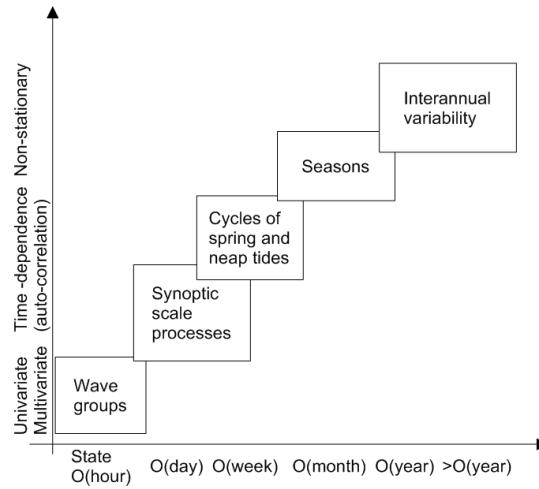 Interannual
variability
Seasons
Cycles of
spring and
neap tides
Synoptic
scale
processes
Wave
groups
Non-stationary
Time -dependence
(auto-correlation)
Univariate
Multivariate
State
O(hour)
O(day)
O(week)
O(month)
O(year)
>O(year)